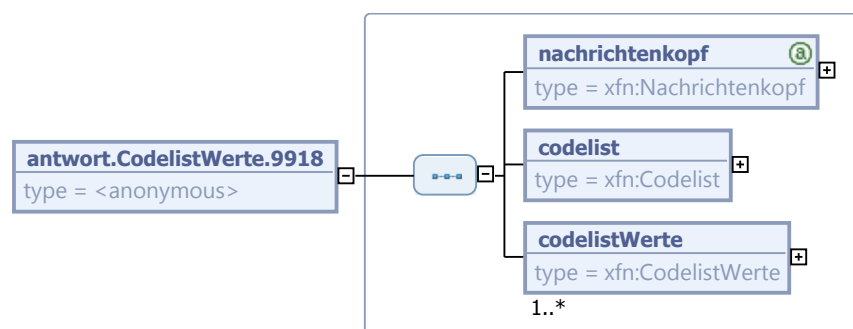 nachrichtenkopf
type = xfn:Nachrichtenkopf
antwort.CodelistWerte.9918
type = <anonymous>
codelist
type = xfn:Codelist
codelistWerte
type = xfn:CodelistWerte
1..*